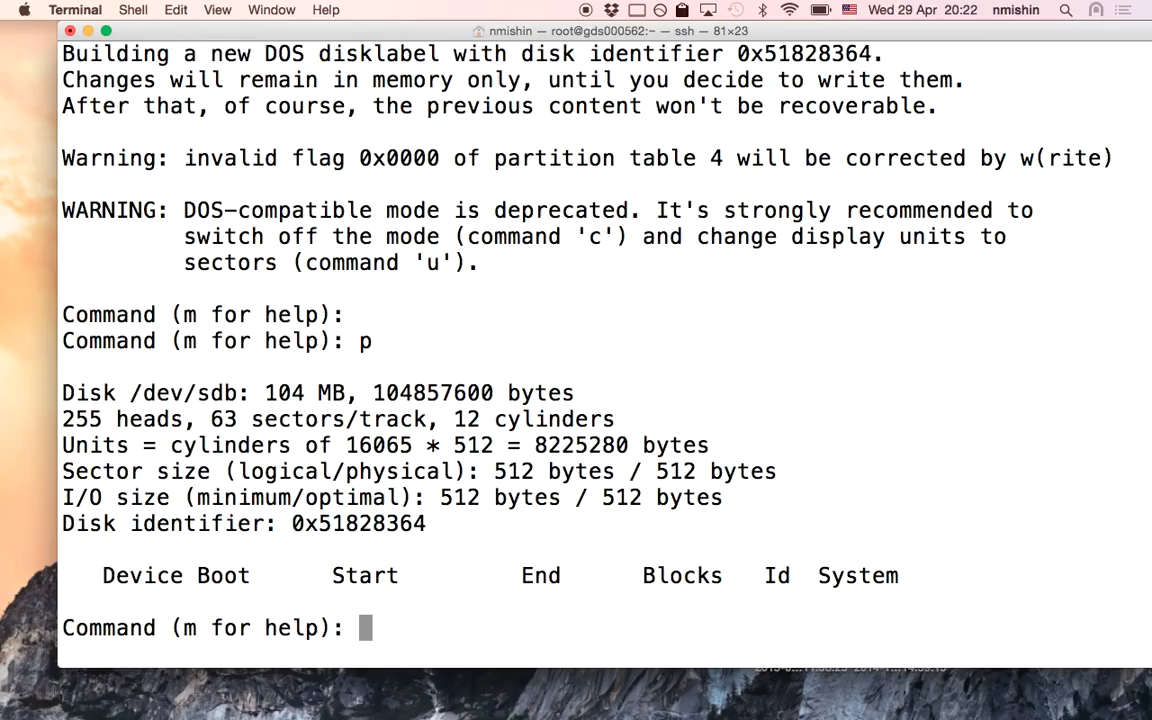 Terminal Shell Edit View Window Help Wed 29 Apr 20:22 nmishin
nmishin — root@gds000562:~ — ssh — 81×23
Building a new DOS disklabel with disk identifier 0x51828364.
Changes will remain in memory only, until you decide to write them.
After that, of course, the previous content won't be recoverable.
Warning: invalid flag 0x0000 of partition table 4 will be corrected by w(rite)
WARNING: DOS-compatible mode is deprecated. It's strongly recommended to
switch off the mode (command 'c') and change display units to
sectors (command 'u').
Command (m for help):
Command (m for help): p
Disk /dev/sdb: 104 MB, 104857600 bytes
255 heads, 63 sectors/track, 12 cylinders
Units = cylinders of 16065 * 512 = 8225280 bytes
Sector size (logical/physical): 512 bytes / 512 bytes
I/O size (minimum/optimal): 512 bytes / 512 bytes
Disk identifier: 0x51828364
Device Boot Start End Blocks Id System
Command (m for help):